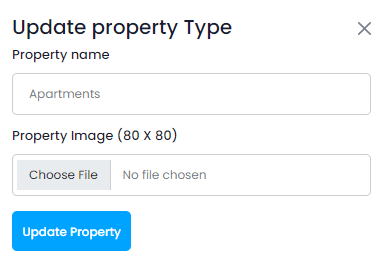 Update property Type
Property name
Apartments
Property Image (80 X 80)
Choose File No file chosen
Update Property